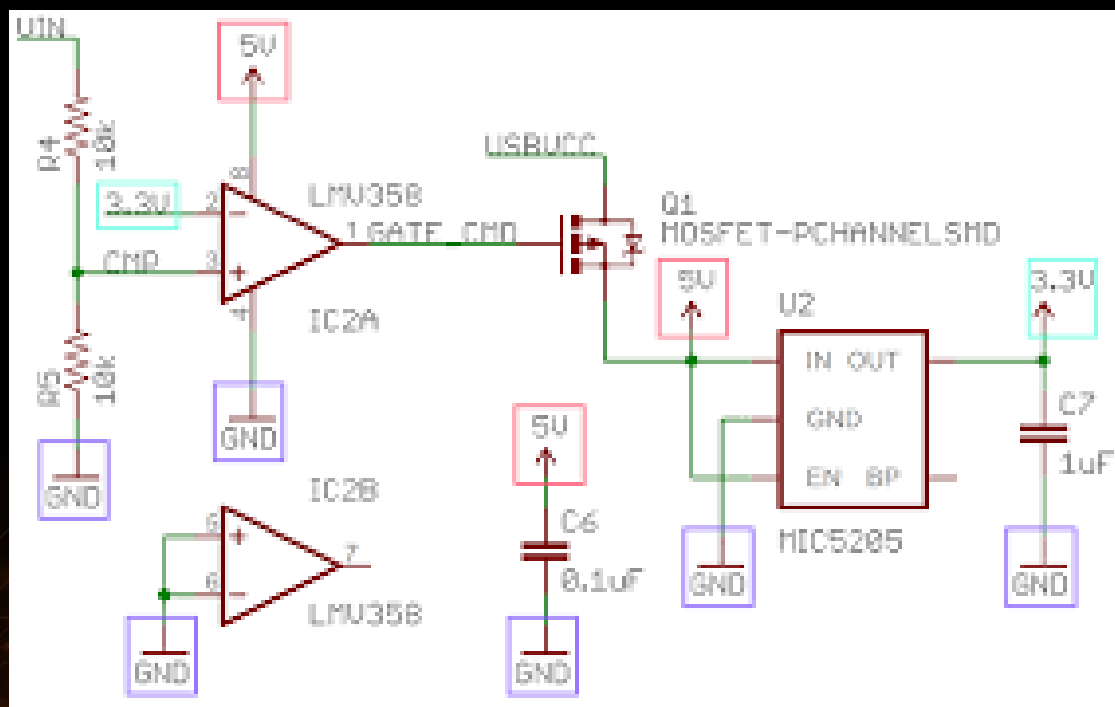 VIN
5V
R4
10k
8
USBVCC
LMV358
Q1
MOSFET-PCHANNELSMD
3.3V
2
1
GATE_CMD
CMP
3
4
IC2A
5V
U2
3.3V
R5
10k
IN OUT
GND
EN BP
C7
1uF
GND
GND
5V
MIC5205
IC2B
5
6
7
C6
0.1uF
LMV358
GND
GND
GND
GND